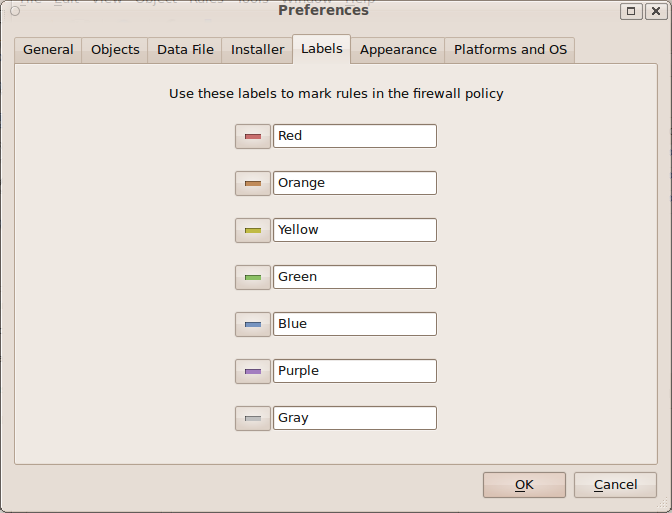 Preferences
General Objects Data File Installer Labels Appearance Platforms and OS
Use these labels to mark rules in the firewall policy
Red
Orange
Yellow
Green
Blue
Purple
Gray
OK Cancel